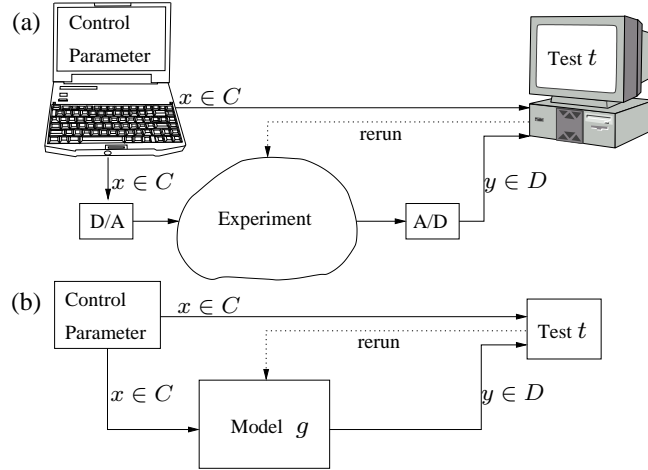 (a)
Control
Parameter
Test t
x ∈ C
rerun
x ∈ C
y ∈ D
D/A
Experiment
A/D
(b)
Control
Parameter
x ∈ C
Test t
rerun
x ∈ C
y ∈ D
Model g